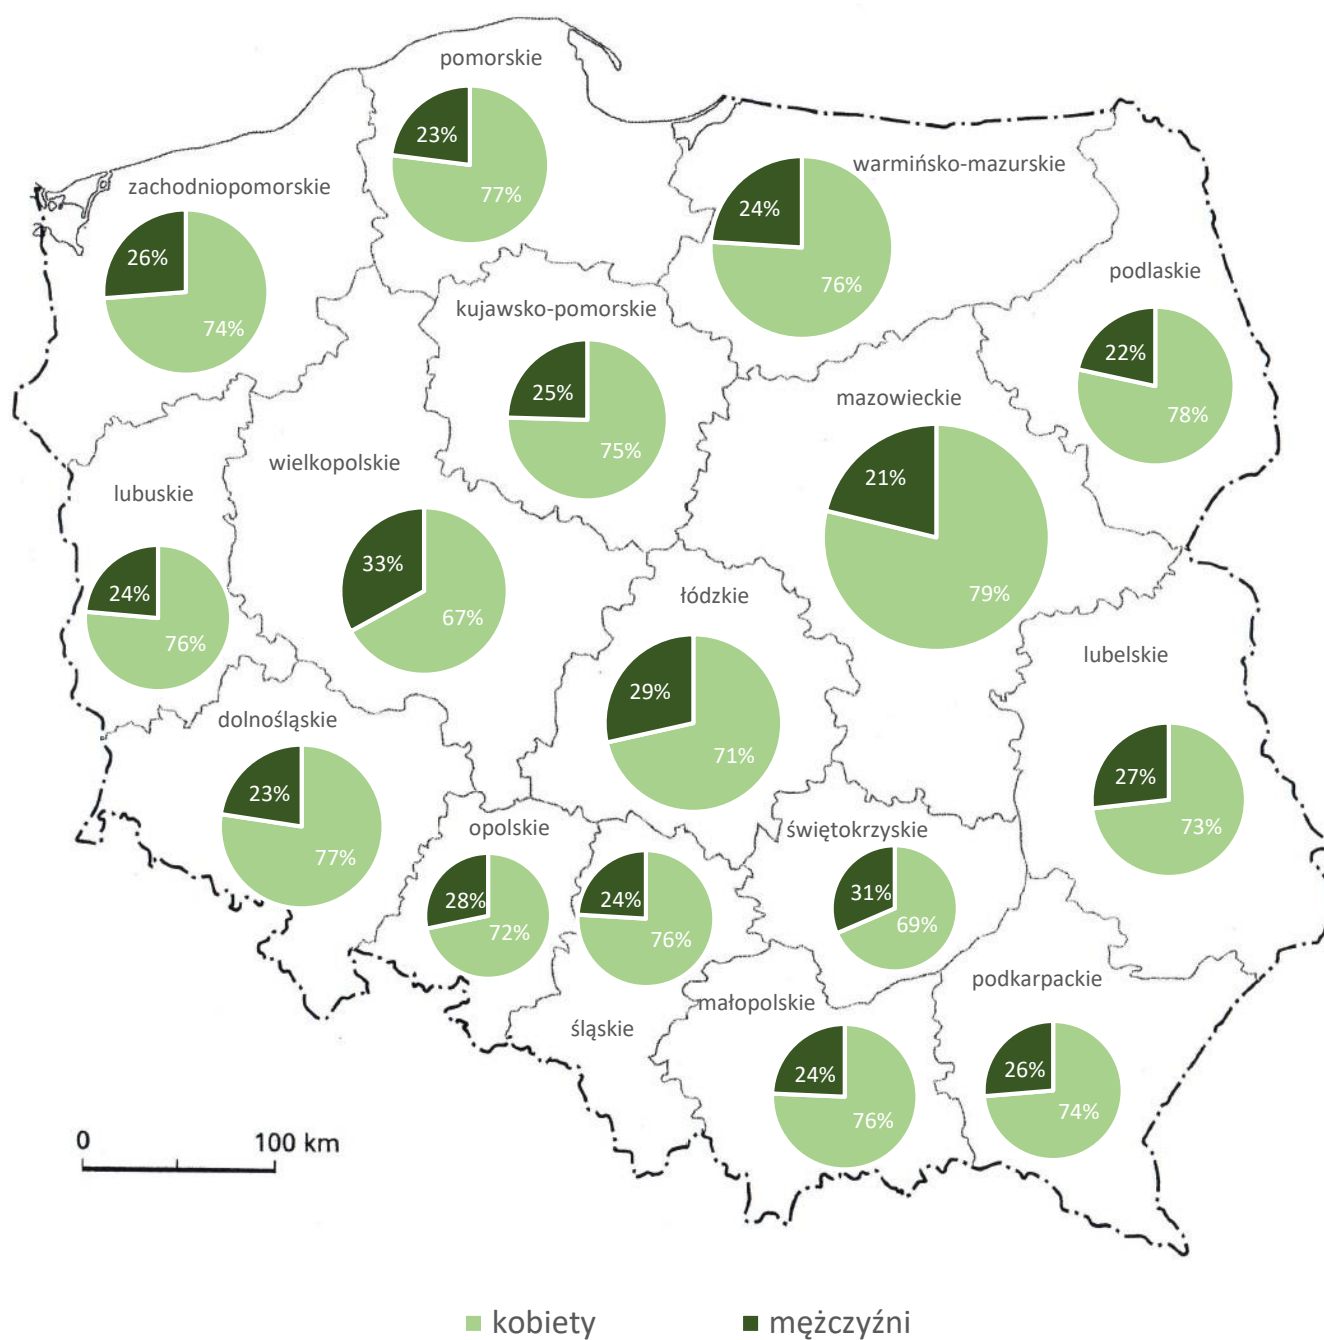 pomorskie
23%
77%
warmińsko-mazurskie
24%
76%
zachodniopomorskie
26%
74%
podlaskie
22%
78%
kujawsko-pomorskie
25%
75%
mazowieckie
21%
79%
wielkopolskie
33%
67%
lubuskie
24%
76%
łódzkie
29%
71%
lubelskie
27%
73%
dolnośląskie
23%
77%
opolskie
28%
72%
śląskie
24%
76%
świętokrzyskie
31%
69%
małopolskie
24%
76%
podkarpackie
26%
74%
0 100 km
kobiety mężczyźni